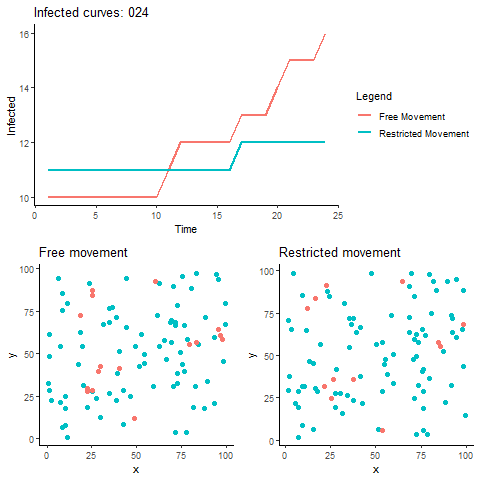 Infected curves: 024
16
14
12
10
Infected
0
5
10
15
20
25
Time
Legend
Free Movement
Restricted Movement
Free movement
100
75
50
25
0
y
0
25
50
75
100
x
Restricted movement
100
75
50
25
0
y
0
25
50
75
100
x